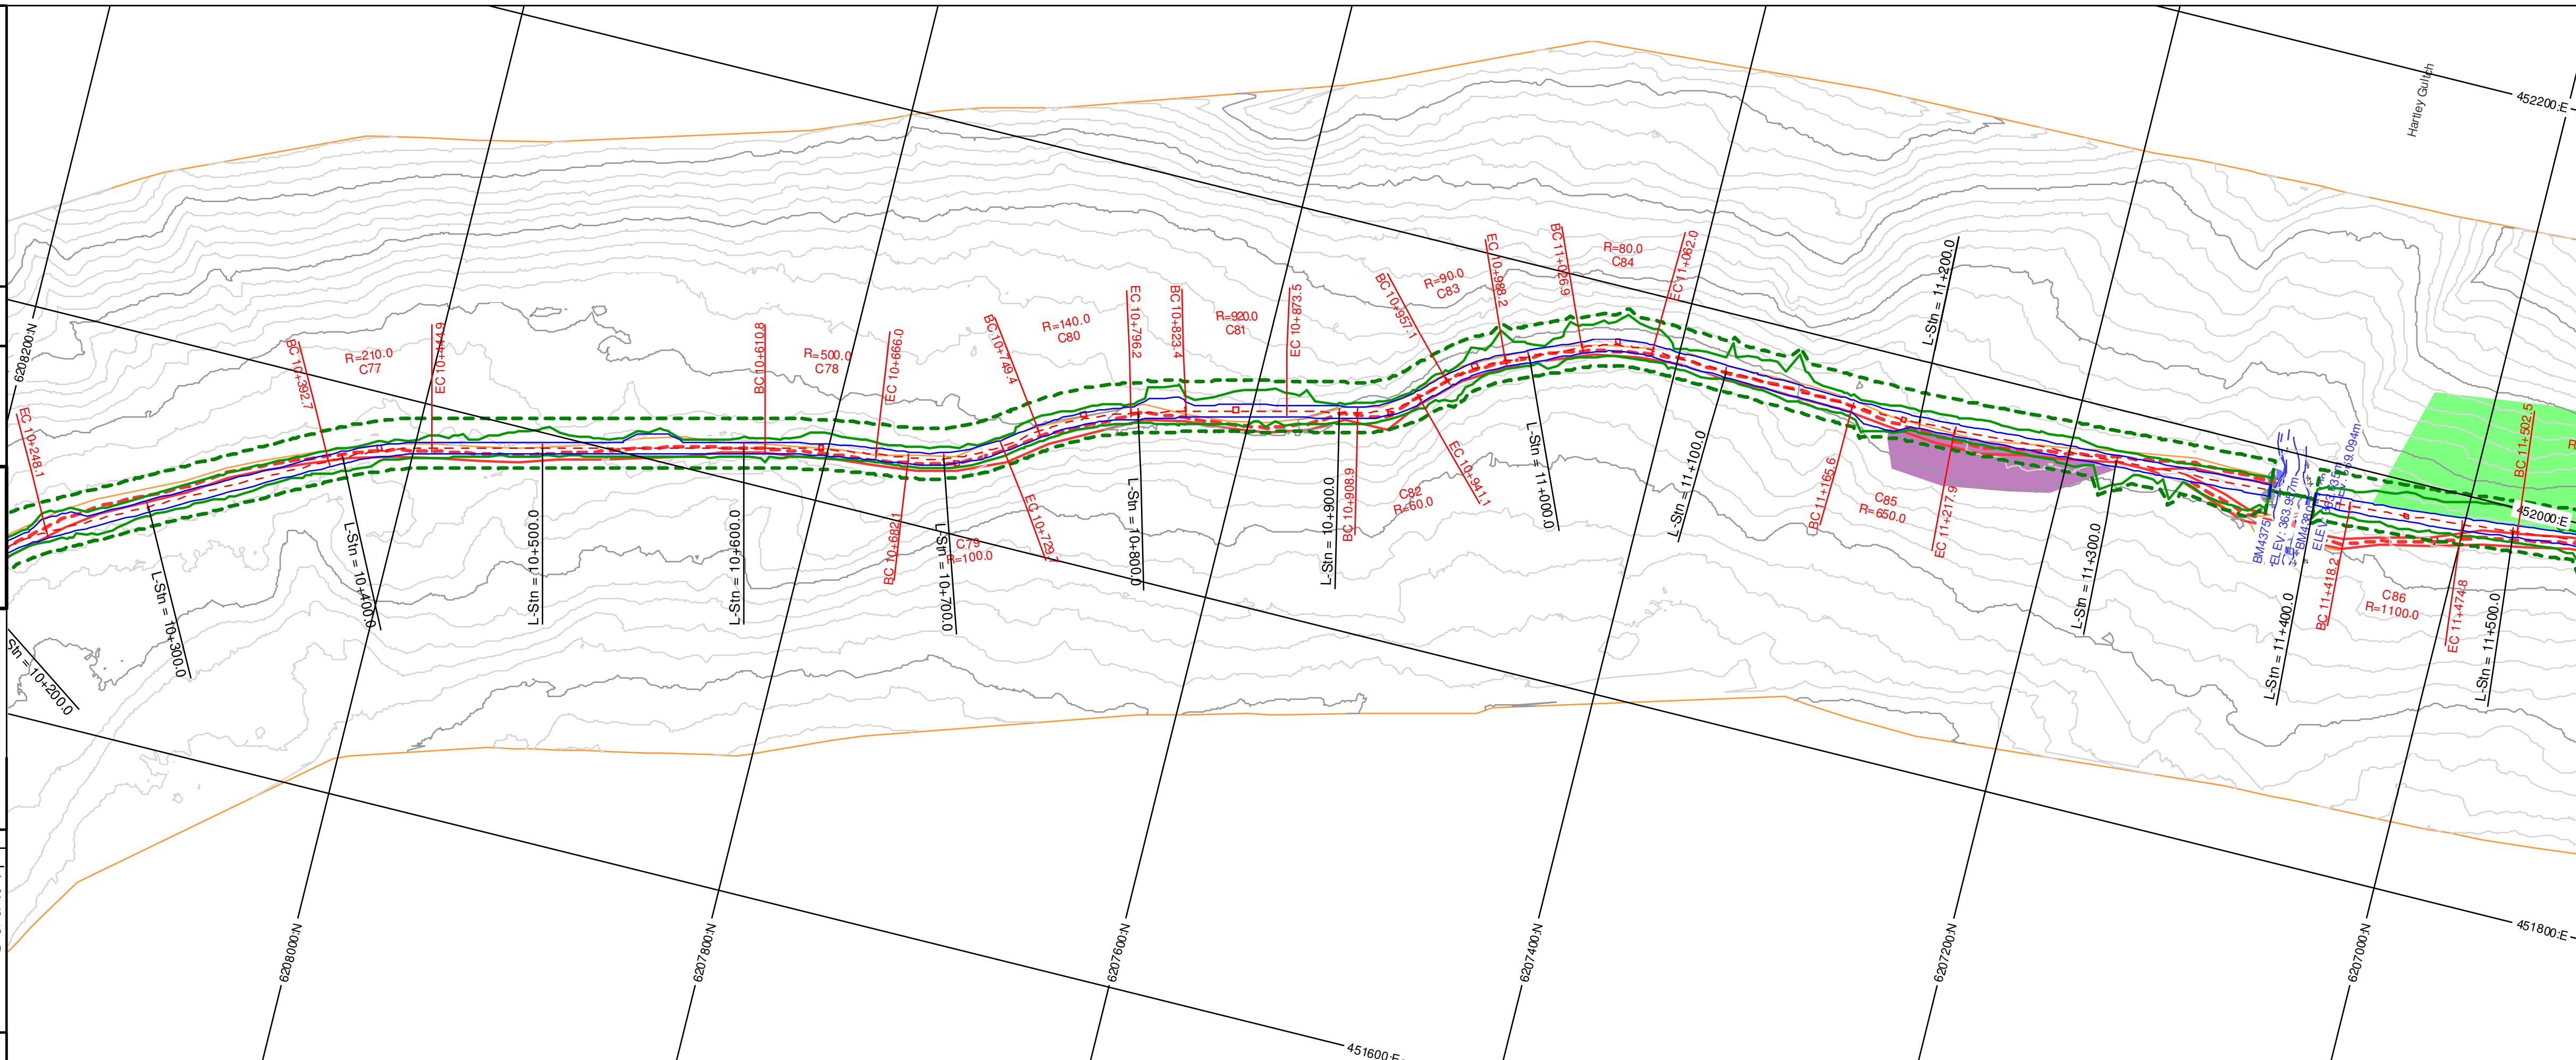 Hartley Gultch
452200:E
6208200:N
EC 10+248.1
BC 10+392.7
R=210.0
C77
EC 10+444.9
BC 10+610.8
R=500.0
C78
EC 10+666.0
BC 10+749.4
R=140.0
C80
EC 10+796.2
BC 10+823.4
R=920.0
C81
EC 10+873.5
BC 10+957.1
R=90.0
C83
EC 10+988.2
BC 11+026.9
R=80.0
C84
EC 11+062.0
L-Stn = 11+200.0
BC 11+502.5
Stn = 10+200.0
L-Stn = 10+300.0
L-Stn = 10+400.0
L-Stn = 10+500.0
L-Stn = 10+600.0
BC 10+682.1
L-Stn = 10+700.0
C79
R=100.0
EC 10+729.7
L-Stn = 10+800.0
L-Stn = 10+900.0
BC 10+908.9
C82
R=60.0
EC 10+941.1
L-Stn = 11+000.0
L-Stn = 11+100.0
BC 11+165.6
C85
R=650.0
EC 11+217.9
L-Stn = 11+300.0
ELEV: 363.957m
L-Stn = 11+400.0
BC 11+418.2
C86
R=1100.0
EC 11+474.8
L-Stn = 11+500.0
452000:E
6208000:N
6207800:N
6207600:N
6207400:N
6207200:N
6207000:N
451800:E
451600:E